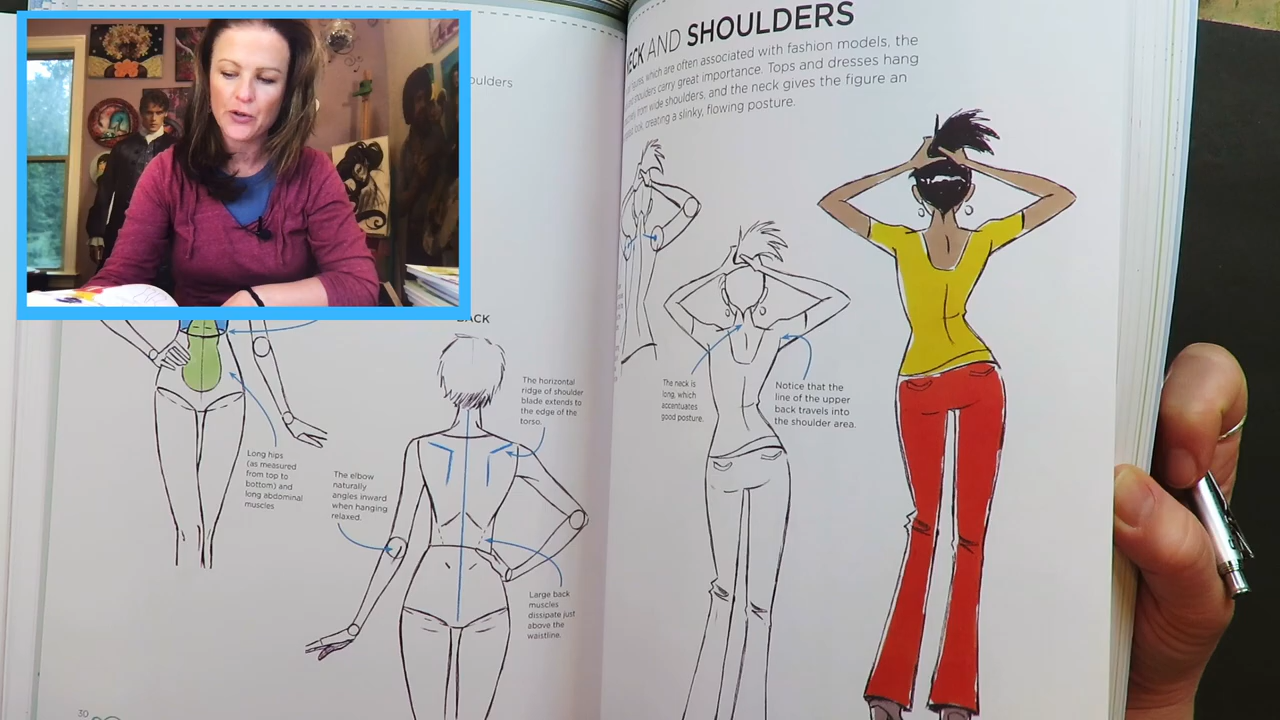 oulders
BACK
Long hips
(as measured
from top to
bottom) and
long abdominal
muscles
The elbow
naturally
angles inward
when hanging
relaxed.
The horizontal
ridge of shoulder
blade extends to
the edge of the
torso.
Large back
muscles
dissipate just
above the
waistline.
30
NECK AND SHOULDERS
figures, which are often associated with fashion models, the
shoulders carry great importance. Tops and dresses hang
from wide shoulders, and the neck gives the figure an
look, creating a slinky, flowing posture.
The neck is
long, which
accentuates
good posture.
Notice that the
line of the upper
back travels into
the shoulder area.